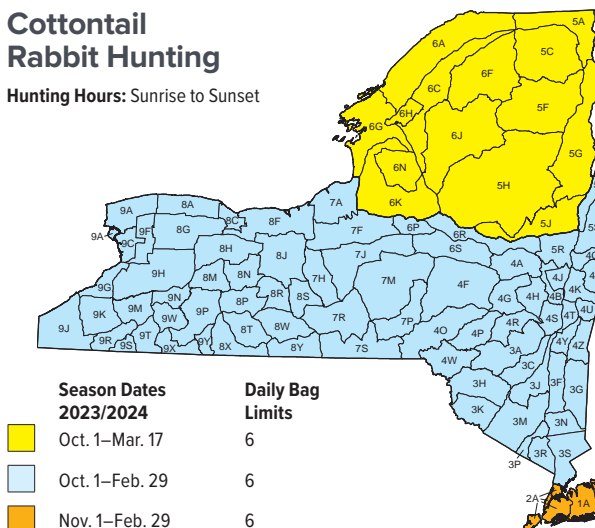 Cottontail
Rabbit Hunting
Hunting Hours: Sunrise to Sunset
5A
6A
5C
6F
6C
5F
6H
6G
6J
5G
6N
5H
6K
5J
7A
8A
9A
8C
8F
9F
8G
7F
6P
6R
9A
9C
6S
5R
8H
8J
7J
4A
9H
8M
8N
7H
7M
4F
4J
9G
8R
8S
4G
4H
4B
4K
9N
8P
9M
9P
9K
9W
7R
7P
4R
4S
4T
4U
9J
9T
8T
8W
4O
4P
4Y
4Z
9R
9S
9X
9Y
8X
8Y
7S
3A
4W
3C
3H
3J
3F
3G
3K
3M
3N
3R
3S
3P
2A
1A
Season Dates Daily Bag
2023/2024 Limits
Oct. 1–Mar. 17 6
Oct. 1–Feb. 29 6
Nov. 1–Feb. 29 6